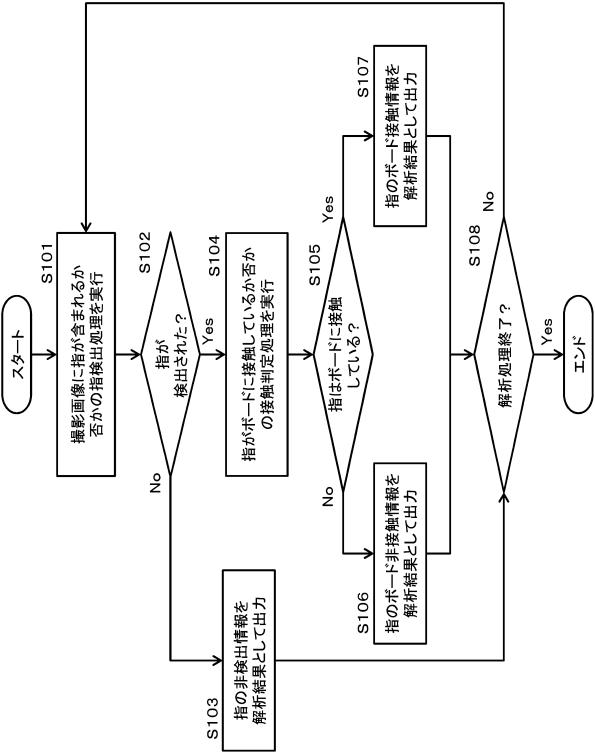 スタート
S101
撮影画像に指が含まれるか
否かの指検出処理を実行
S102
指が
検出された？
Yes
No
S103
指の非検出情報を
解析結果として出力
S104
指がボードに接触しているか否か
の接触判定処理を実行
S105
指はボードに接触
している？
No
Yes
S106
指のボード非接触情報を
解析結果として出力
S107
指のボード接触情報を
解析結果として出力
S108
解析処理終了？
No
Yes
エンド